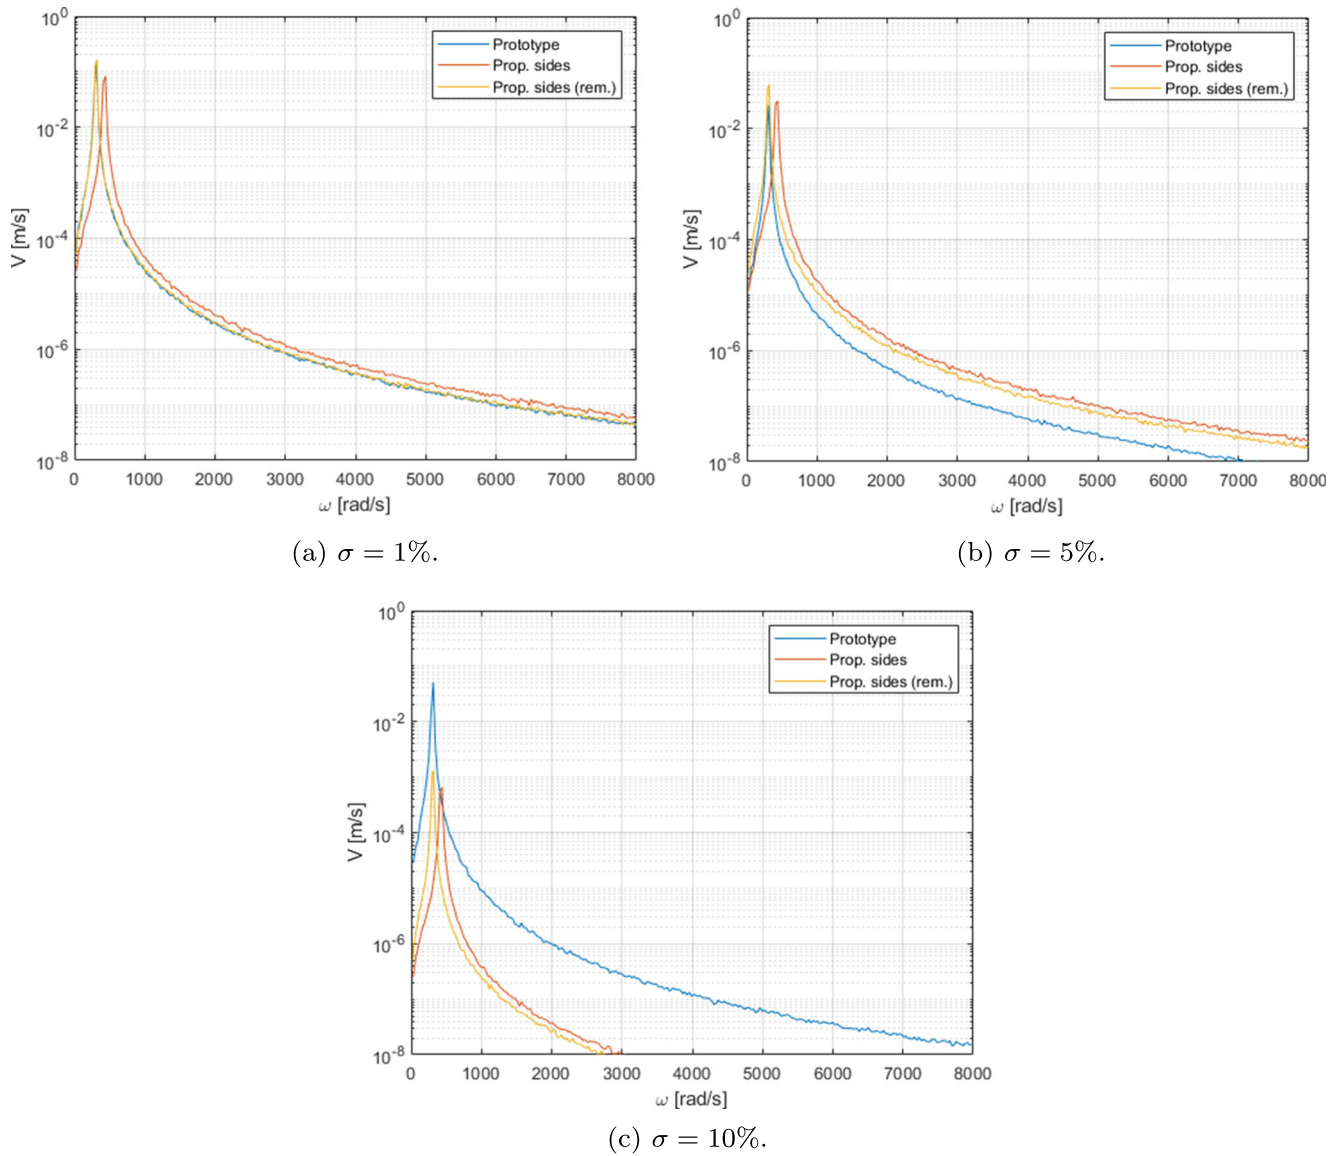 10^0
10^-2
10^-4
10^-6
10^-8
V [m/s]
0 1000 2000 3000 4000 5000 6000 7000 8000
ω [rad/s]
Prototype
Prop. sides
Prop. sides (rem.)
(a) σ = 1%.
10^0
10^-2
10^-4
10^-6
10^-8
V [m/s]
0 1000 2000 3000 4000 5000 6000 7000 8000
ω [rad/s]
Prototype
Prop. sides
Prop. sides (rem.)
(b) σ = 5%.
10^0
10^-2
10^-4
10^-6
10^-8
V [m/s]
0 1000 2000 3000 4000 5000 6000 7000 8000
ω [rad/s]
Prototype
Prop. sides
Prop. sides (rem.)
(c) σ = 10%.